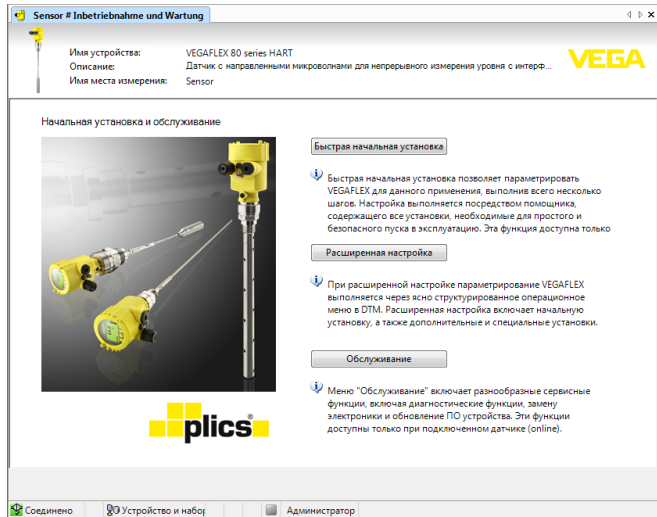 Sensor # Inbetriebnahme und Wartung
Имя устройства: VEGAFLEX 80 series HART
Описание: Датчик с направленными микроволнами для непрерывного измерения уровня с интерф...
Имя места измерения: Sensor
VEGA
Начальная установка и обслуживание
Быстрая начальная установка
Быстрая начальная установка позволяет параметрировать
VEGAFLEX для данного применения, выполнив всего несколько
шагов. Настройка выполняется посредством помощника,
содержащего все установки, необходимые для простого и
безопасного пуска в эксплуатацию. Эта функция доступна только
Расширенная настройка
При расширенной настройке параметрирование VEGAFLEX
выполняется через ясно структурированное операционное
меню в DTM. Расширенная настройка включает начальную
установку, а также дополнительные и специальные установки.
Обслуживание
Меню "Обслуживание" включает разнообразные сервисные
функции, включая диагностические функции, замену
электроники и обновление ПО устройства. Эти функции
доступны только при подключенном датчике (online).
plics
Соединено Устройство и набор Администратор